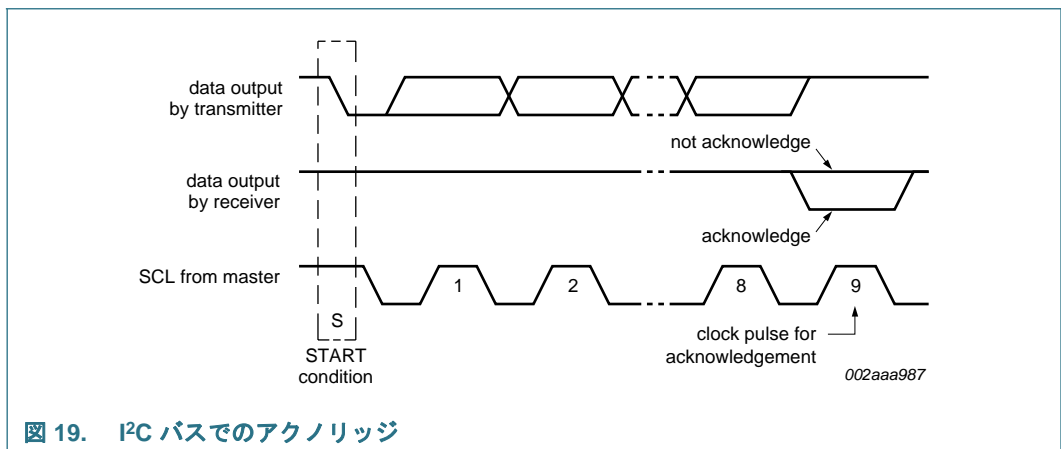 data output
by transmitter
not acknowledge
data output
by receiver
acknowledge
SCL from master
1
2
8
9
S
START
condition
clock pulse for
acknowledgement
002aaa987
図 19. I²C バスでのアクノリッジ